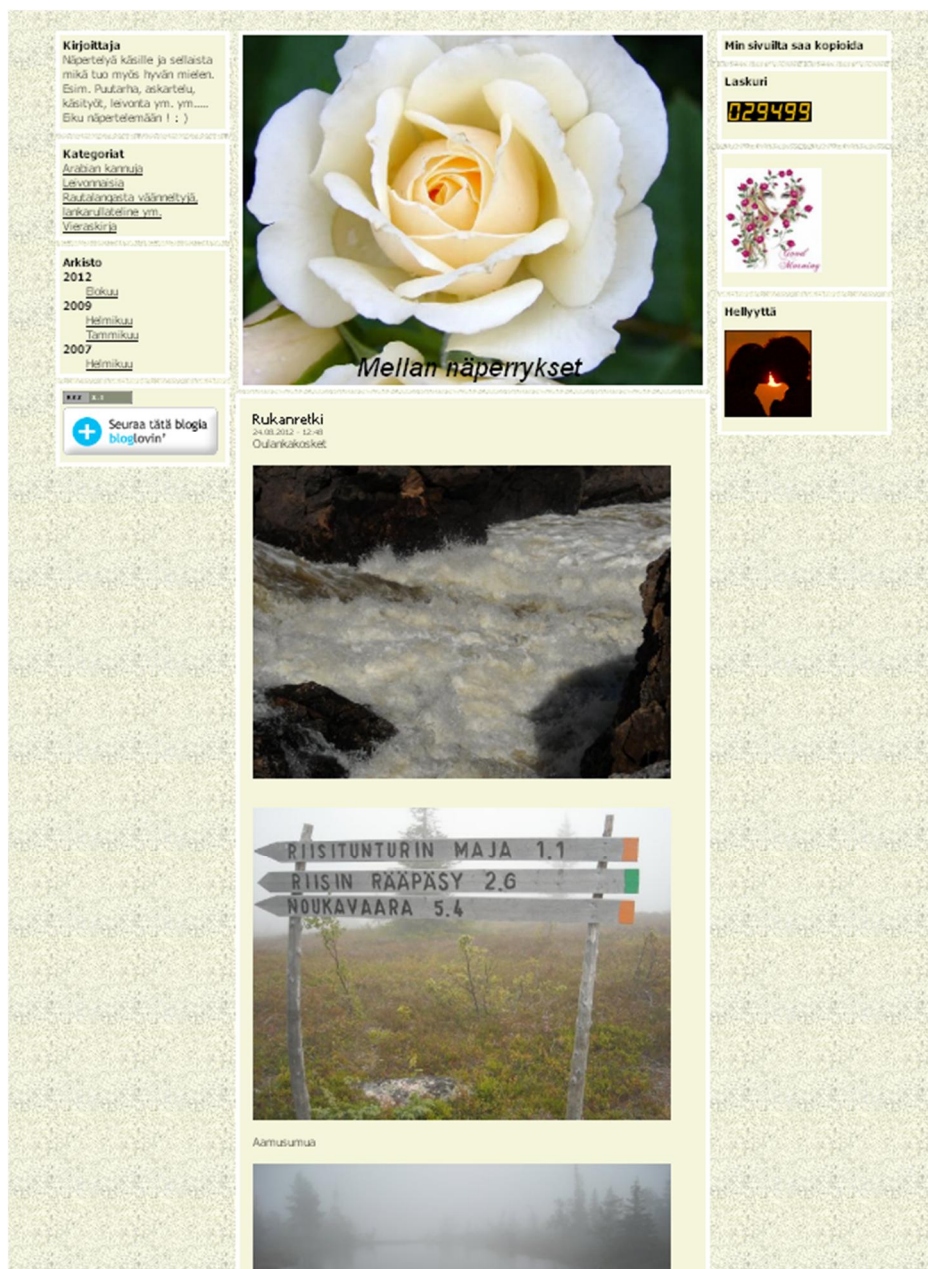 Kirjoittaja
Näpertelyä käsille ja sellaista
mikä tuo myös hyvän mielen.
Esim. Puutarha, askartelu,
käsityöt, leivonta ym. ym.....
Eiku näpertelemään ! : )
Kategoriat
Arabian kannuja
Leivonnaisia
Rautalangasta väänneltyjä,
lankarullateline ym.
Vieraskirja
Arkisto
2012
Elokuu
2009
Helmikuu
Tammikuu
2007
Helmikuu
Seuraa tätä blogia
bloglovin'
Mellan näperrykset
Rukanretki
24.08.2012 - 12:48
Oulankakosket
RIISITUNTURIN MAJA 1.1
RIISIN RÄÄPÄSY 2.6
NOUKAVAARA 5.4
Aamusumua
Min sivuilta saa kopioida
Laskuri
029499
Good
Morning
Hellyyttä